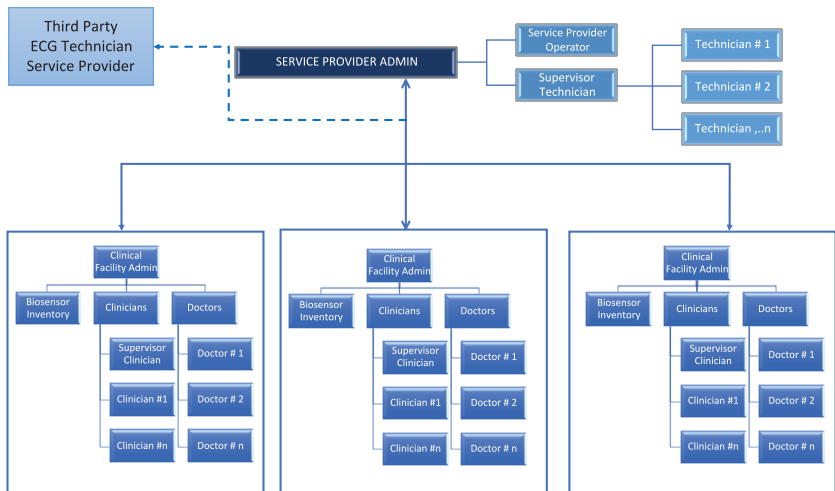 Third Party
ECG Technician
Service Provider
SERVICE PROVIDER ADMIN
Service Provider
Operator
Supervisor
Technician
Technician # 1
Technician # 2
Technician ,..n
Clinical
Facility Admin
Biosensor
Inventory
Clinicians
Doctors
Supervisor
Clinician
Doctor # 1
Clinician #1
Doctor # 2
Clinician #n
Doctor # n
Clinical
Facility Admin
Biosensor
Inventory
Clinicians
Doctors
Supervisor
Clinician
Doctor # 1
Clinician #1
Doctor # 2
Clinician #n
Doctor # n
Clinical
Facility Admin
Biosensor
Inventory
Clinicians
Doctors
Supervisor
Clinician
Doctor # 1
Clinician #1
Doctor # 2
Clinician #n
Doctor # n